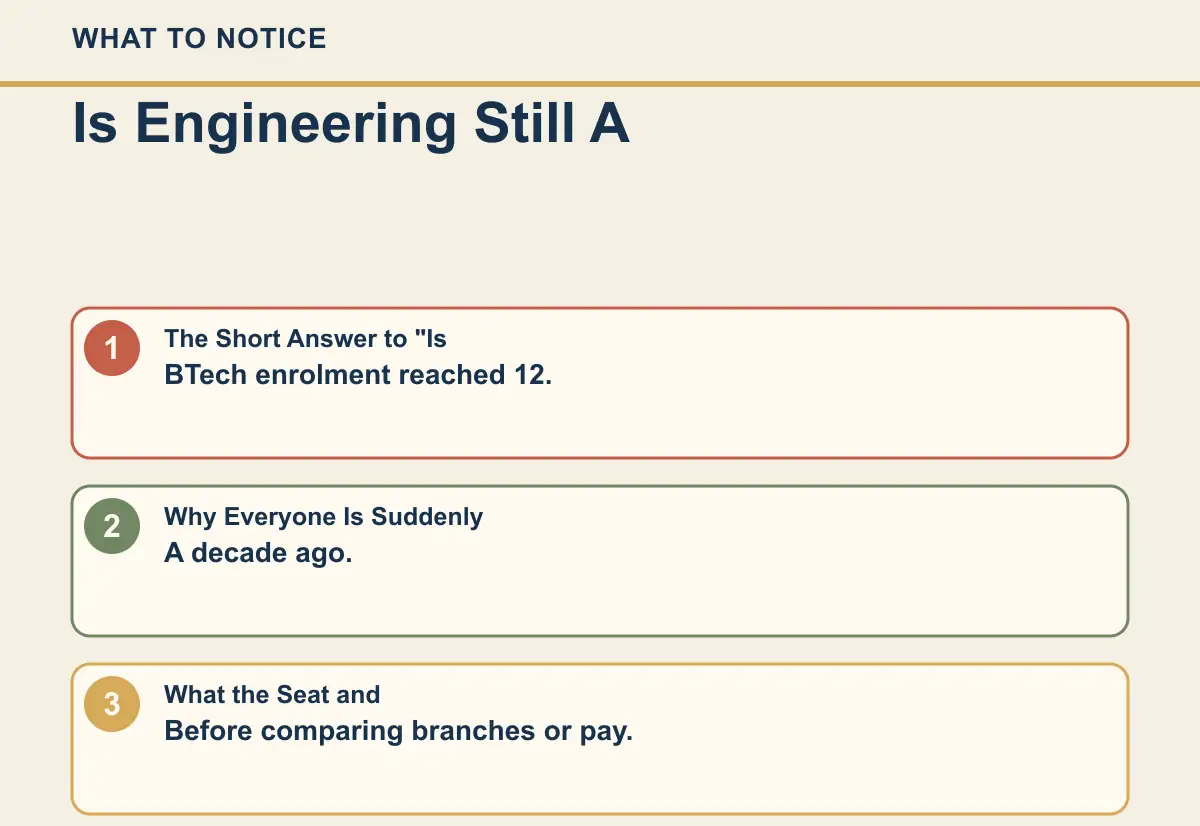 WHAT TO NOTICE
Is Engineering Still A
1
The Short Answer to "Is
BTech enrolment reached 12.
2
Why Everyone Is Suddenly
A decade ago.
3
What the Seat and
Before comparing branches or pay.